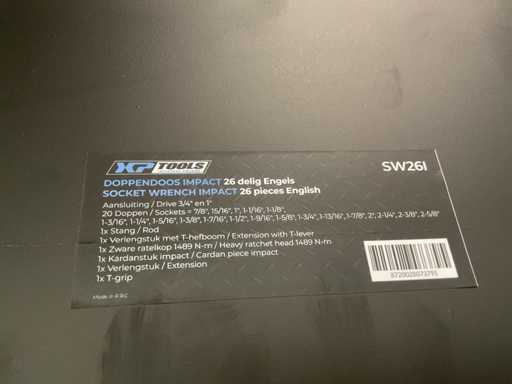 XP TOOLS
SW26I
DOPPENDOOS IMPACT 26 delig Engels
SOCKET WRENCH IMPACT 26 pieces English
Aansluiting / Drive 3/4" en 1"
20 Doppen / Sockets = 7/8", 15/16", 1", 1-1/16", 1-1/8",
1-3/16", 1-1/4", 1-5/16", 1-3/8", 1-7/16", 1-1/2", 1-9/16", 1-5/8", 1-3/4", 1-13/16", 1-7/8", 2", 2-1/4", 2-3/8", 2-5/8"
1x Stang / Rod
1x Verlengstuk met T-hefboom / Extension with T-lever
1x Zware ratelkop 1489 N-m / Heavy ratchet head 1489 N-m
1x Kardanstuk impact / Cardan piece impact
1x Verlengstuk / Extension
1x T-grip
8720028073795
Made in P.R.C